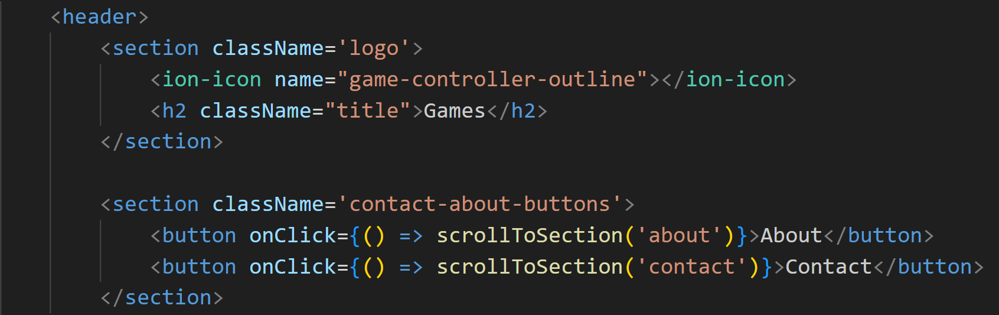 <header>
<section className='logo'>
<ion-icon name="game-controller-outline"></ion-icon>
<h2 className="title">Games</h2>
</section>
<section className='contact-about-buttons'>
<button onClick={() => scrollToSection('about')}>About</button>
<button onClick={() => scrollToSection('contact')}>Contact</button>
</section>